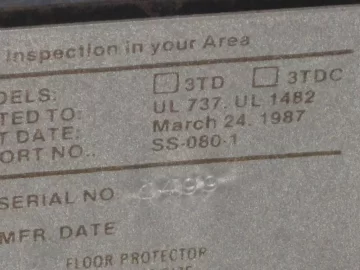 Inspection in your Area
DELS: 3TD 3TDC
TED TO: UL 737, UL 1482
T DATE: March 24, 1987
ORT NO.: SS-080-1
SERIAL NO
MFR. DATE
FLOOR PROTECTOR